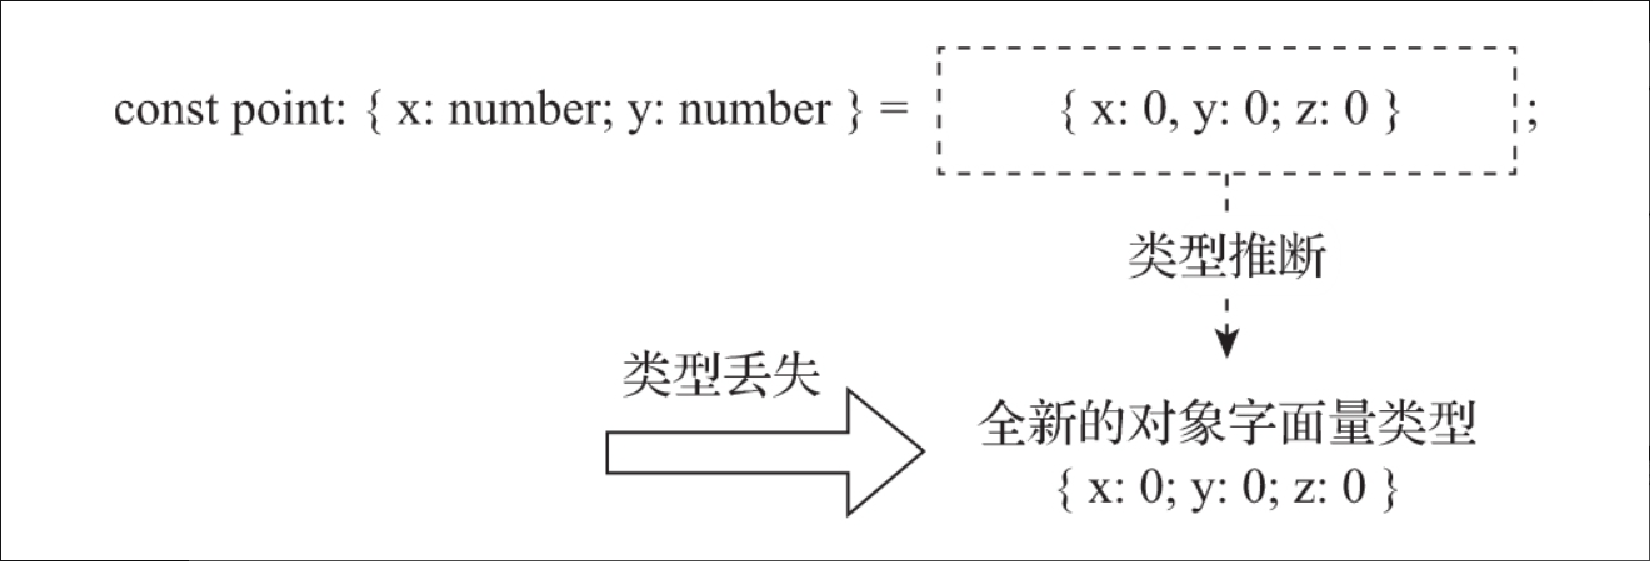 const point: { x: number; y: number } = { x: 0, y: 0; z: 0 } ;
类型推断
类型丢失
全新的对象字面量类型
{ x: 0; y: 0; z: 0 }